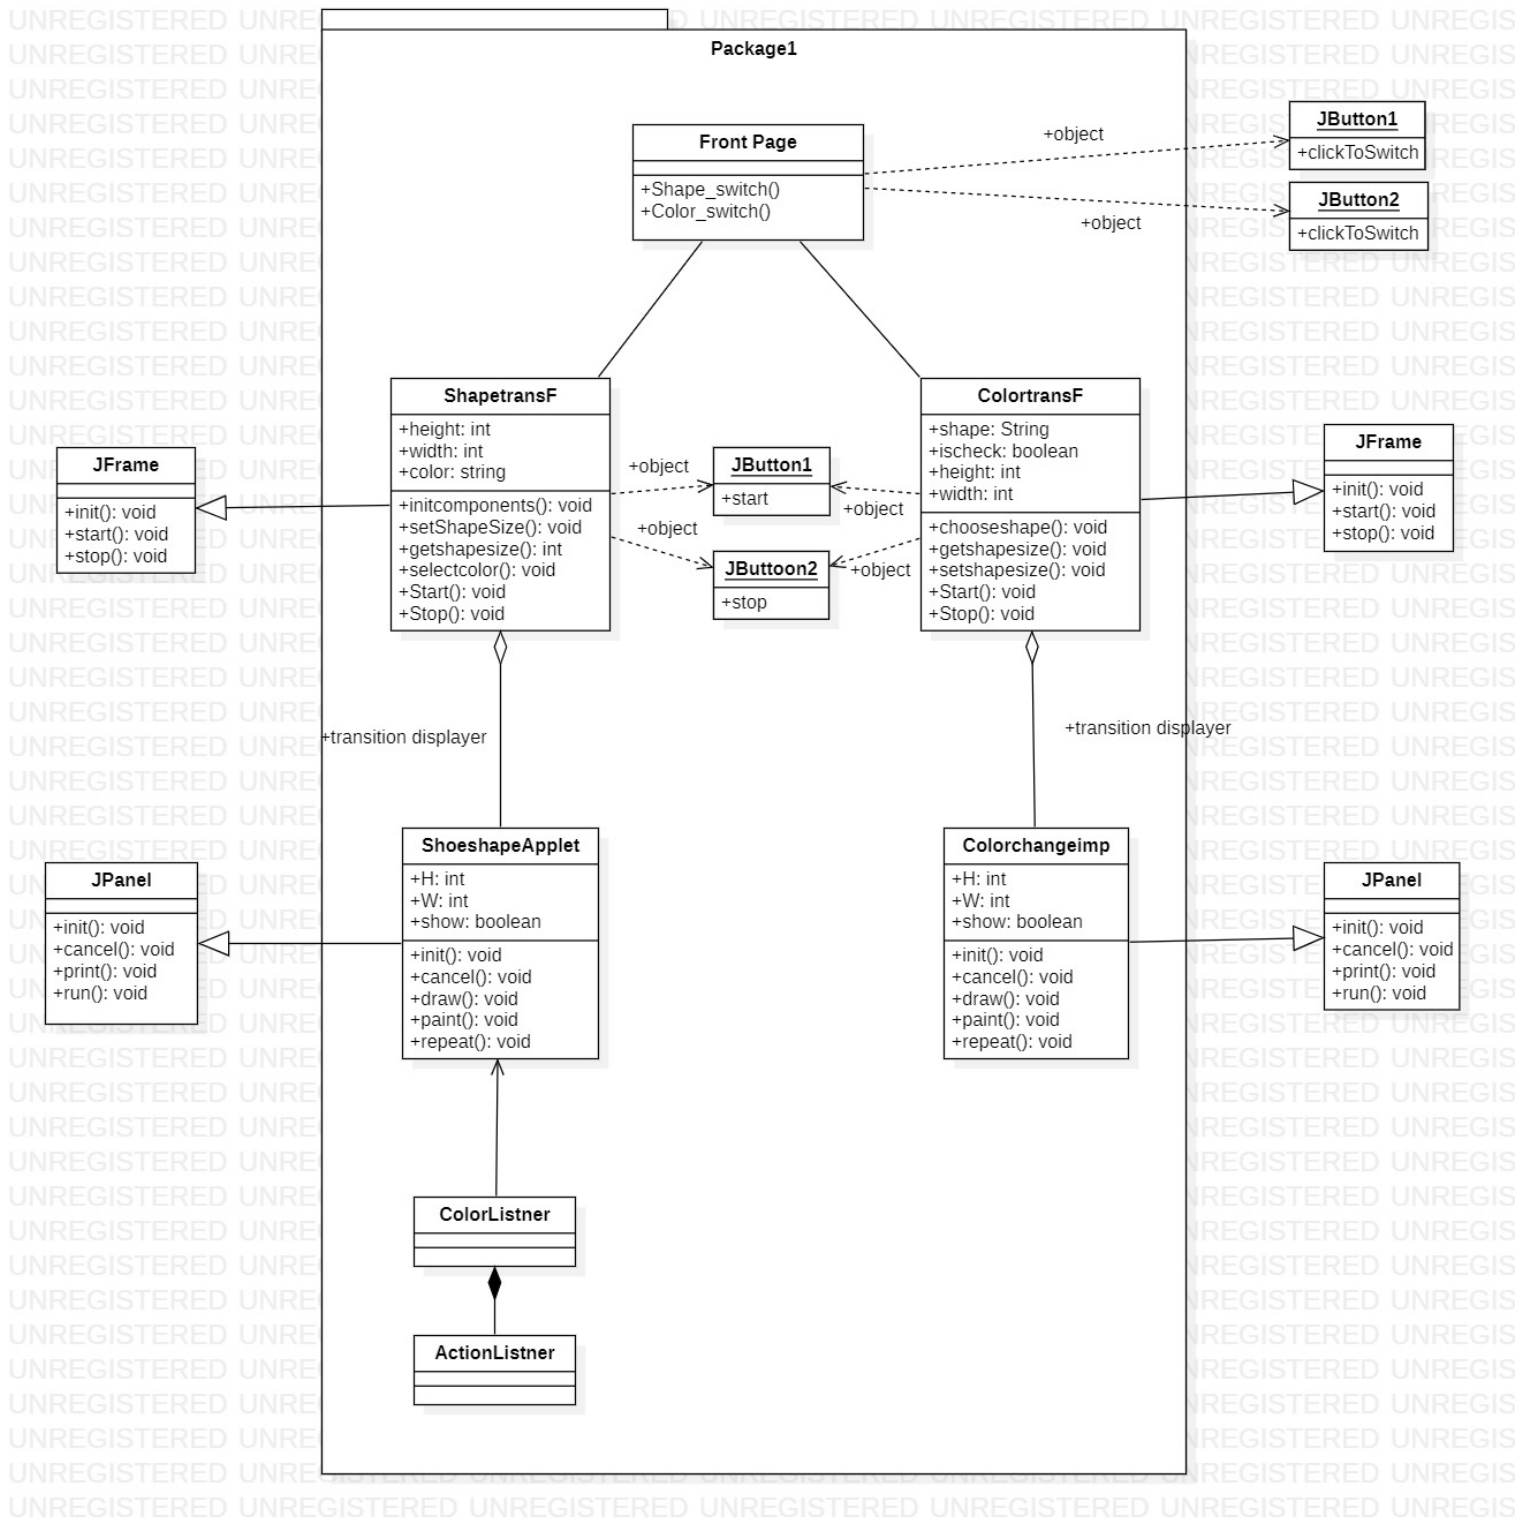 Package1
Front Page
+Shape_switch()
+Color_switch()
+object
+object
JButton1
+clickToSwitch
JButton2
+clickToSwitch
ShapetransF
+height: int
+width: int
+color: string
+initcomponents(): void
+setShapeSize(): void
+getshapesize(): int
+selectcolor(): void
+Start(): void
+Stop(): void
ColortransF
+shape: String
+ischeck: boolean
+height: int
+width: int
+chooseshape(): void
+getshapesize(): void
+setshapesize(): void
+Start(): void
+Stop(): void
JFrame
+init(): void
+start(): void
+stop(): void
+object
+object
JButton1
+start
JButtoon2
+stop
+object
+object
JFrame
+init(): void
+start(): void
+stop(): void
+transition displayer
+transition displayer
JPanel
+init(): void
+cancel(): void
+print(): void
+run(): void
ShoeshapeApplet
+H: int
+W: int
+show: boolean
+init(): void
+cancel(): void
+draw(): void
+paint(): void
+repeat(): void
Colorchangeimp
+H: int
+W: int
+show: boolean
+init(): void
+cancel(): void
+draw(): void
+paint(): void
+repeat(): void
JPanel
+init(): void
+cancel(): void
+print(): void
+run(): void
ColorListner
ActionListner
UNREGISTERED UNREGISTERED UNREGISTERED UNREGISTERED UNREGISTERED UNREGISTERED